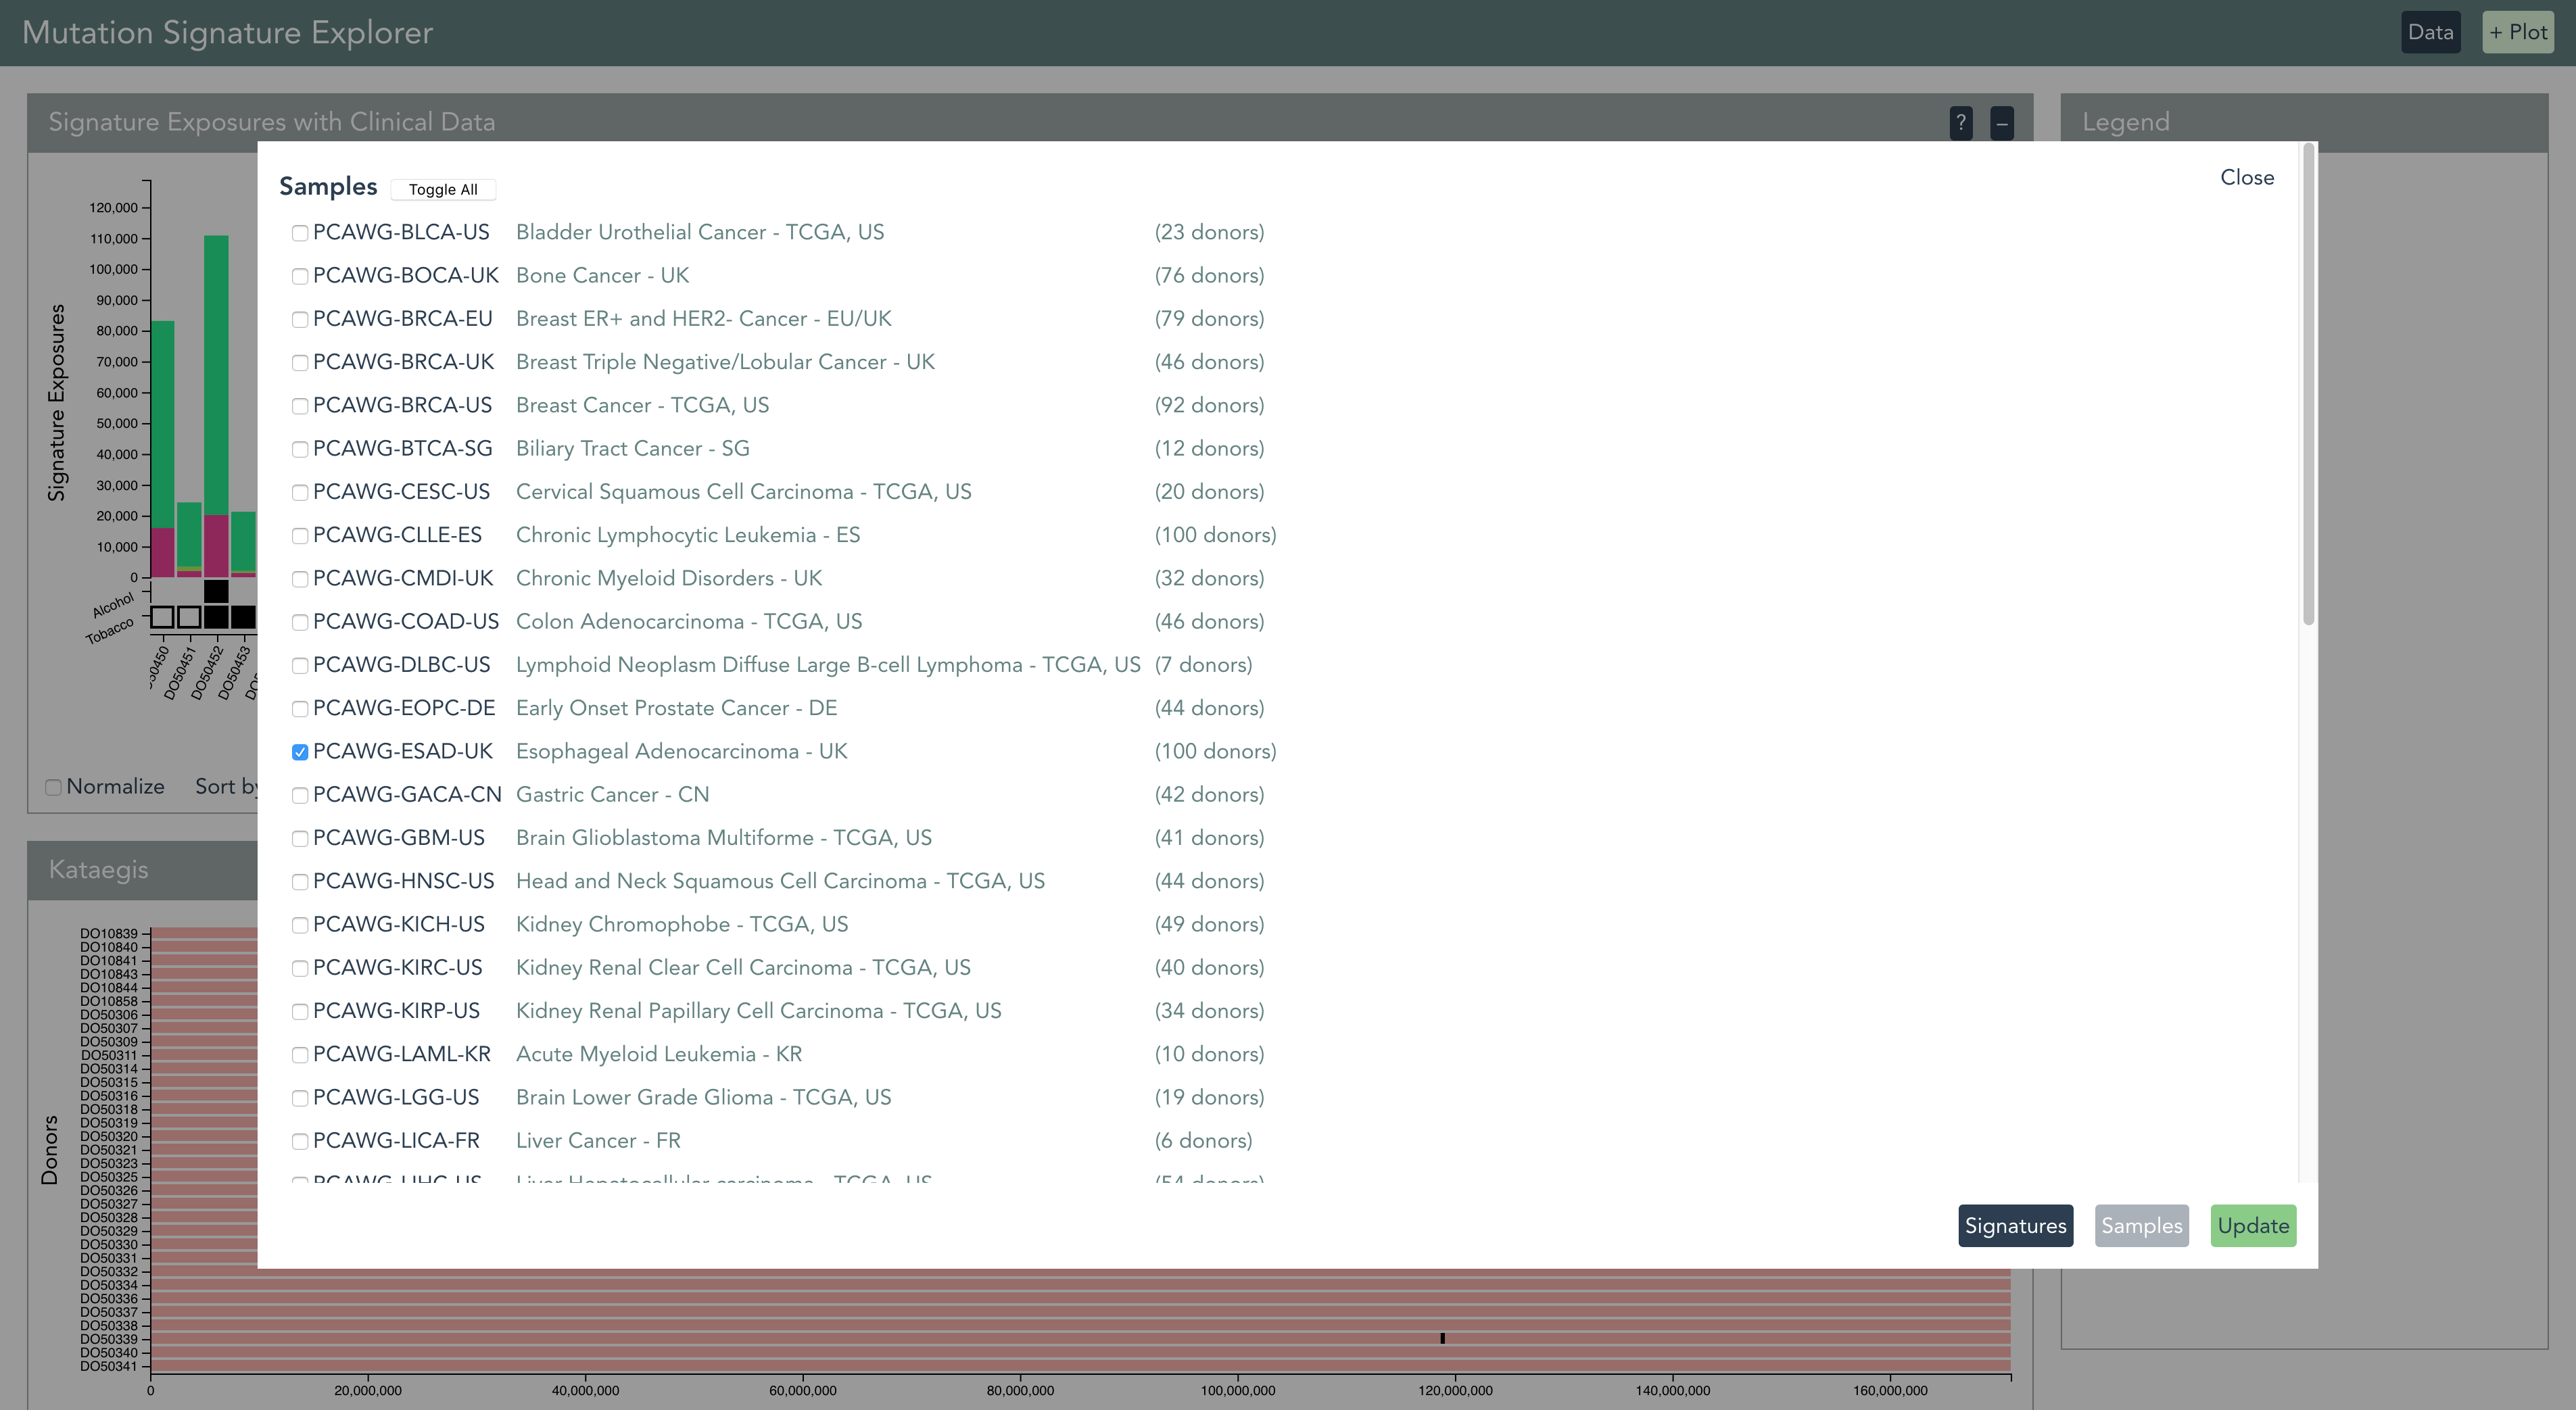 Mutation Signature Explorer
Data
+ Plot
Signature Exposures with Clinical Data
?
–
Legend
Samples
Toggle All
Close
PCAWG-BLCA-US Bladder Urothelial Cancer - TCGA, US (23 donors)
PCAWG-BOCA-UK Bone Cancer - UK (76 donors)
PCAWG-BRCA-EU Breast ER+ and HER2- Cancer - EU/UK (79 donors)
PCAWG-BRCA-UK Breast Triple Negative/Lobular Cancer - UK (46 donors)
PCAWG-BRCA-US Breast Cancer - TCGA, US (92 donors)
PCAWG-BTCA-SG Biliary Tract Cancer - SG (12 donors)
PCAWG-CESC-US Cervical Squamous Cell Carcinoma - TCGA, US (20 donors)
PCAWG-CLLE-ES Chronic Lymphocytic Leukemia - ES (100 donors)
PCAWG-CMDI-UK Chronic Myeloid Disorders - UK (32 donors)
PCAWG-COAD-US Colon Adenocarcinoma - TCGA, US (46 donors)
PCAWG-DLBC-US Lymphoid Neoplasm Diffuse Large B-cell Lymphoma - TCGA, US (7 donors)
PCAWG-EOPC-DE Early Onset Prostate Cancer - DE (44 donors)
PCAWG-ESAD-UK Esophageal Adenocarcinoma - UK (100 donors)
PCAWG-GACA-CN Gastric Cancer - CN (42 donors)
PCAWG-GBM-US Brain Glioblastoma Multiforme - TCGA, US (41 donors)
PCAWG-HNSC-US Head and Neck Squamous Cell Carcinoma - TCGA, US (44 donors)
PCAWG-KICH-US Kidney Chromophobe - TCGA, US (49 donors)
PCAWG-KIRC-US Kidney Renal Clear Cell Carcinoma - TCGA, US (40 donors)
PCAWG-KIRP-US Kidney Renal Papillary Cell Carcinoma - TCGA, US (34 donors)
PCAWG-LAML-KR Acute Myeloid Leukemia - KR (10 donors)
PCAWG-LGG-US Brain Lower Grade Glioma - TCGA, US (19 donors)
PCAWG-LICA-FR Liver Cancer - FR (6 donors)
PCAWG-LIHC-US Liver Hepatocellular carcinoma - TCGA, US (54 donors)
Signatures
Samples
Update
Signature Exposures
120,000
110,000
100,000
90,000
80,000
70,000
60,000
50,000
40,000
30,000
20,000
10,000
0
Alcohol
Tobacco
DO50451
DO50452
DO50453
Normalize
Sort by
Kataegis
Donors
DO10839
DO10840
DO10841
DO10843
DO10844
DO10858
DO50306
DO50307
DO50309
DO50311
DO50314
DO50315
DO50316
DO50318
DO50319
DO50320
DO50321
DO50323
DO50325
DO50326
DO50327
DO50328
DO50329
DO50330
DO50331
DO50332
DO50334
DO50336
DO50337
DO50338
DO50339
DO50340
DO50341
0
20,000,000
40,000,000
60,000,000
80,000,000
100,000,000
120,000,000
140,000,000
160,000,000